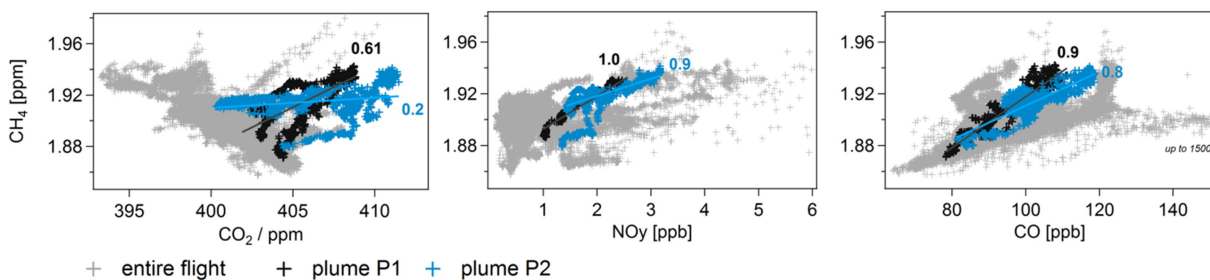 CH4 [ppm]
1.96
1.92
1.88
0.61
0.2
395 400 405 410
CO2 / ppm
1.96
1.92
1.88
1.0
0.9
1 2 3 4 5 6
NOy [ppb]
1.96
1.92
1.88
0.9
0.8
up to 1500
80 100 120 140
CO [ppb]
entire flight plume P1 plume P2